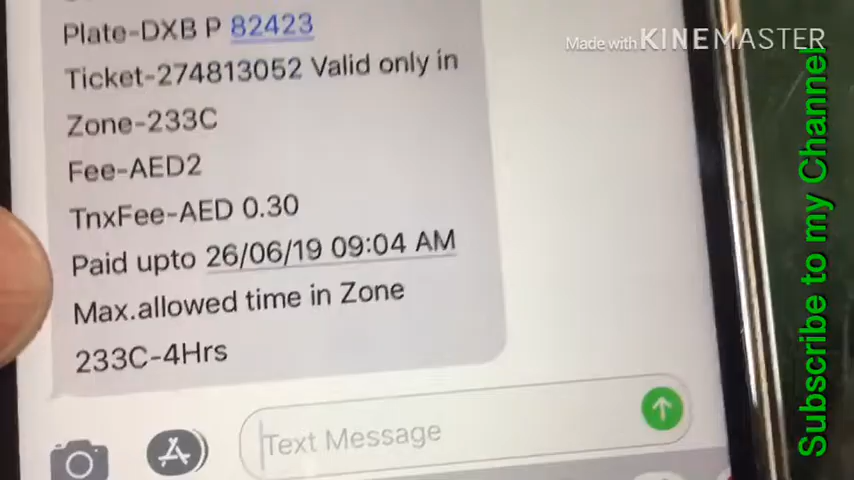 Plate-DXB P 82423
Ticket-274813052 Valid only in
Zone-233C
Fee-AED2
TnxFee-AED 0.30
Paid upto 26/06/19 09:04 AM
Max.allowed time in Zone
233C-4Hrs
Text Message
Made with KINEMASTER
Subscribe to my Channel